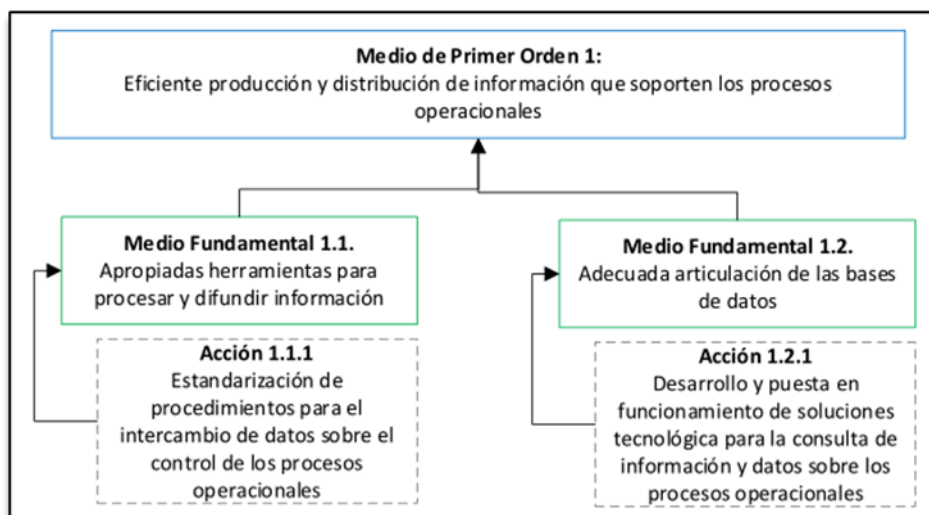 Medio de Primer Orden 1:
Eficiente producción y distribución de información que soporten los procesos
operacionales
Medio Fundamental 1.1.
Apropiadas herramientas para
procesar y difundir información
Medio Fundamental 1.2.
Adecuada articulación de las bases
de datos
Acción 1.1.1
Estandarización de
procedimientos para el
intercambio de datos sobre el
control de los procesos
operacionales
Acción 1.2.1
Desarrollo y puesta en
funcionamiento de soluciones
tecnológica para la consulta de
información y datos sobre los
procesos operacionales